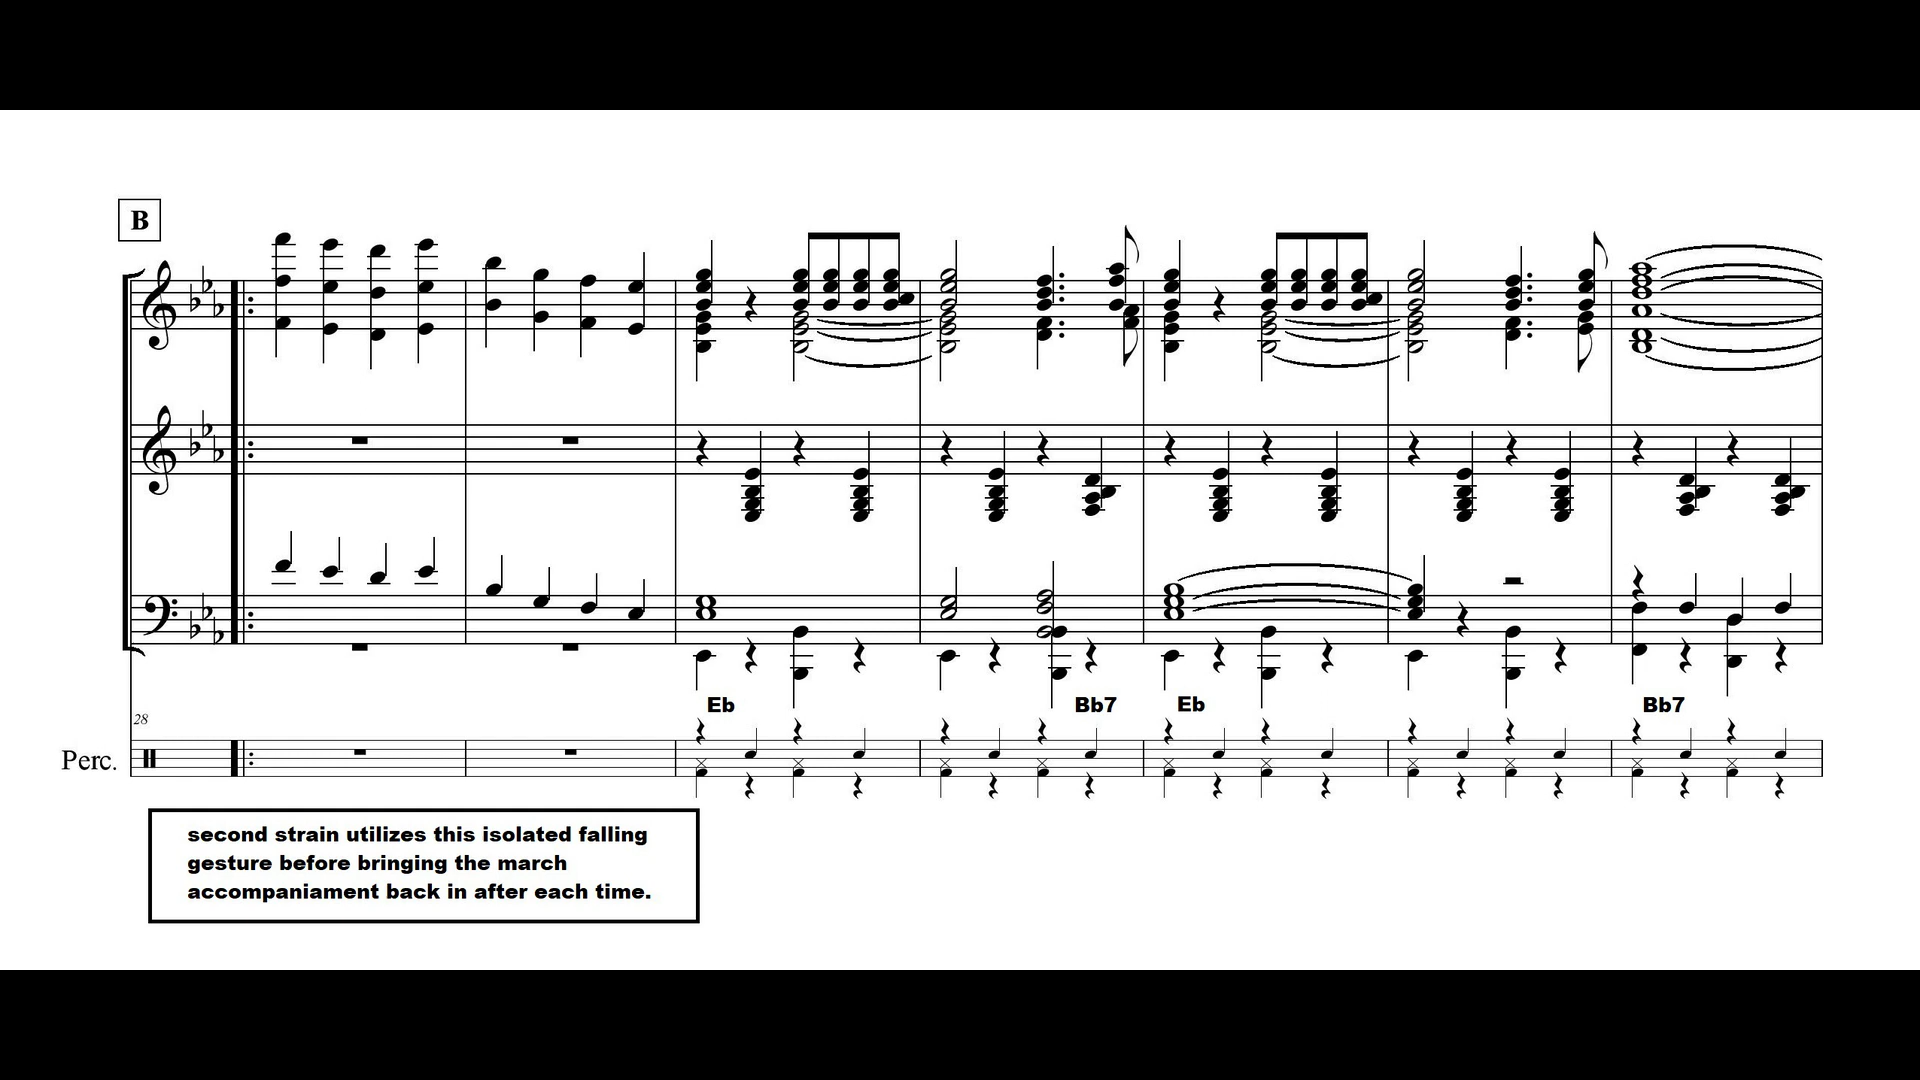 B
Eb Bb7 Eb Bb7
28
Perc.
second strain utilizes this isolated falling
gesture before bringing the march
accompaniament back in after each time.